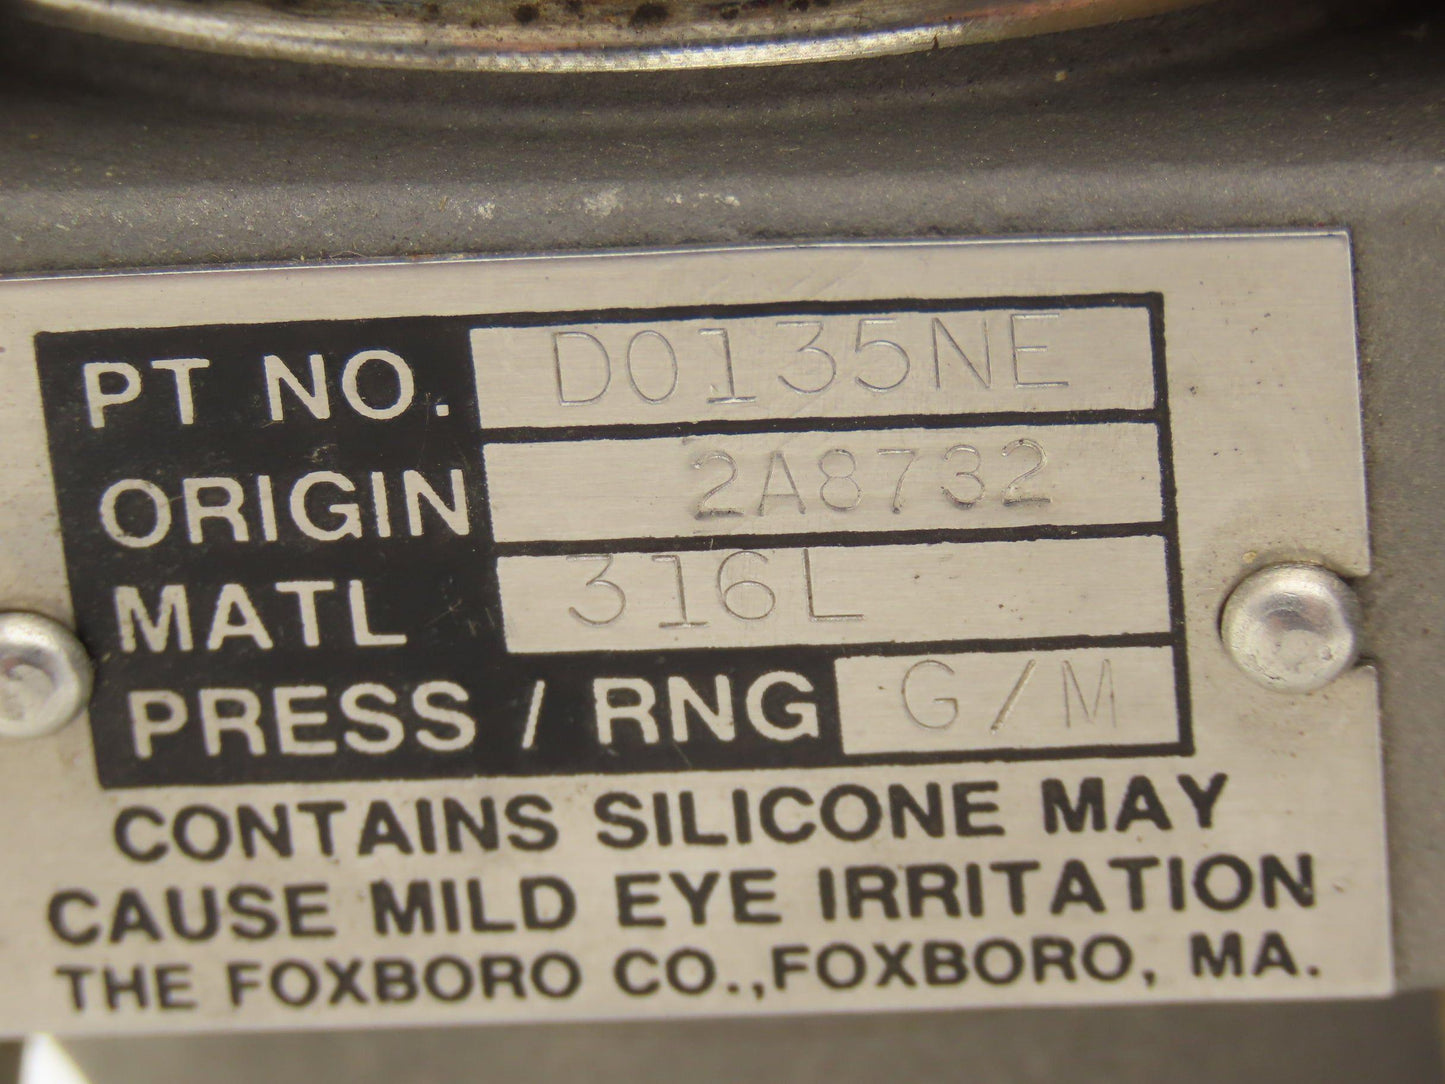 PT NO. D0135NE
ORIGIN 2A8732
MATL 316L
PRESS / RNG G/M
CONTAINS SILICONE MAY
CAUSE MILD EYE IRRITATION
THE FOXBORO CO., FOXBORO, MA.